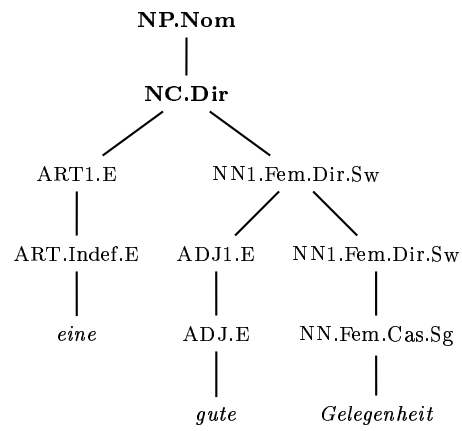 NP.Nom
NC.Dir
ART1.E NN1.Fem.Dir.Sw
ART.Indef.E ADJ1.E NN1.Fem.Dir.Sw
eine ADJ.E NN.Fem.Cas.Sg
gute Gelegenheit